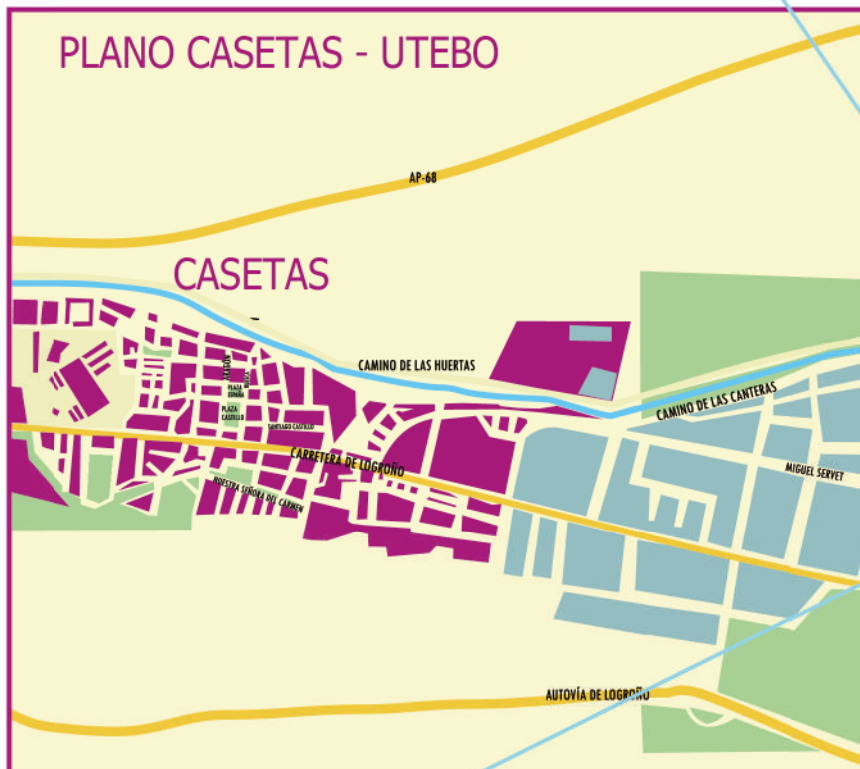 PLANO CASETAS - UTEBO
AP-68
CASETAS
CAMINO DE LAS HUERTAS
CAMINO DE LAS CANTERAS
PLAZA
ESPAÑA
PLAZA
CASTILLO
SANTIAGO CASTILLO
CARRETERA DE LOGROÑO
MIGUEL SERVET
NUESTRA SEÑORA DEL CARMEN
AUTOVÍA DE LOGROÑO